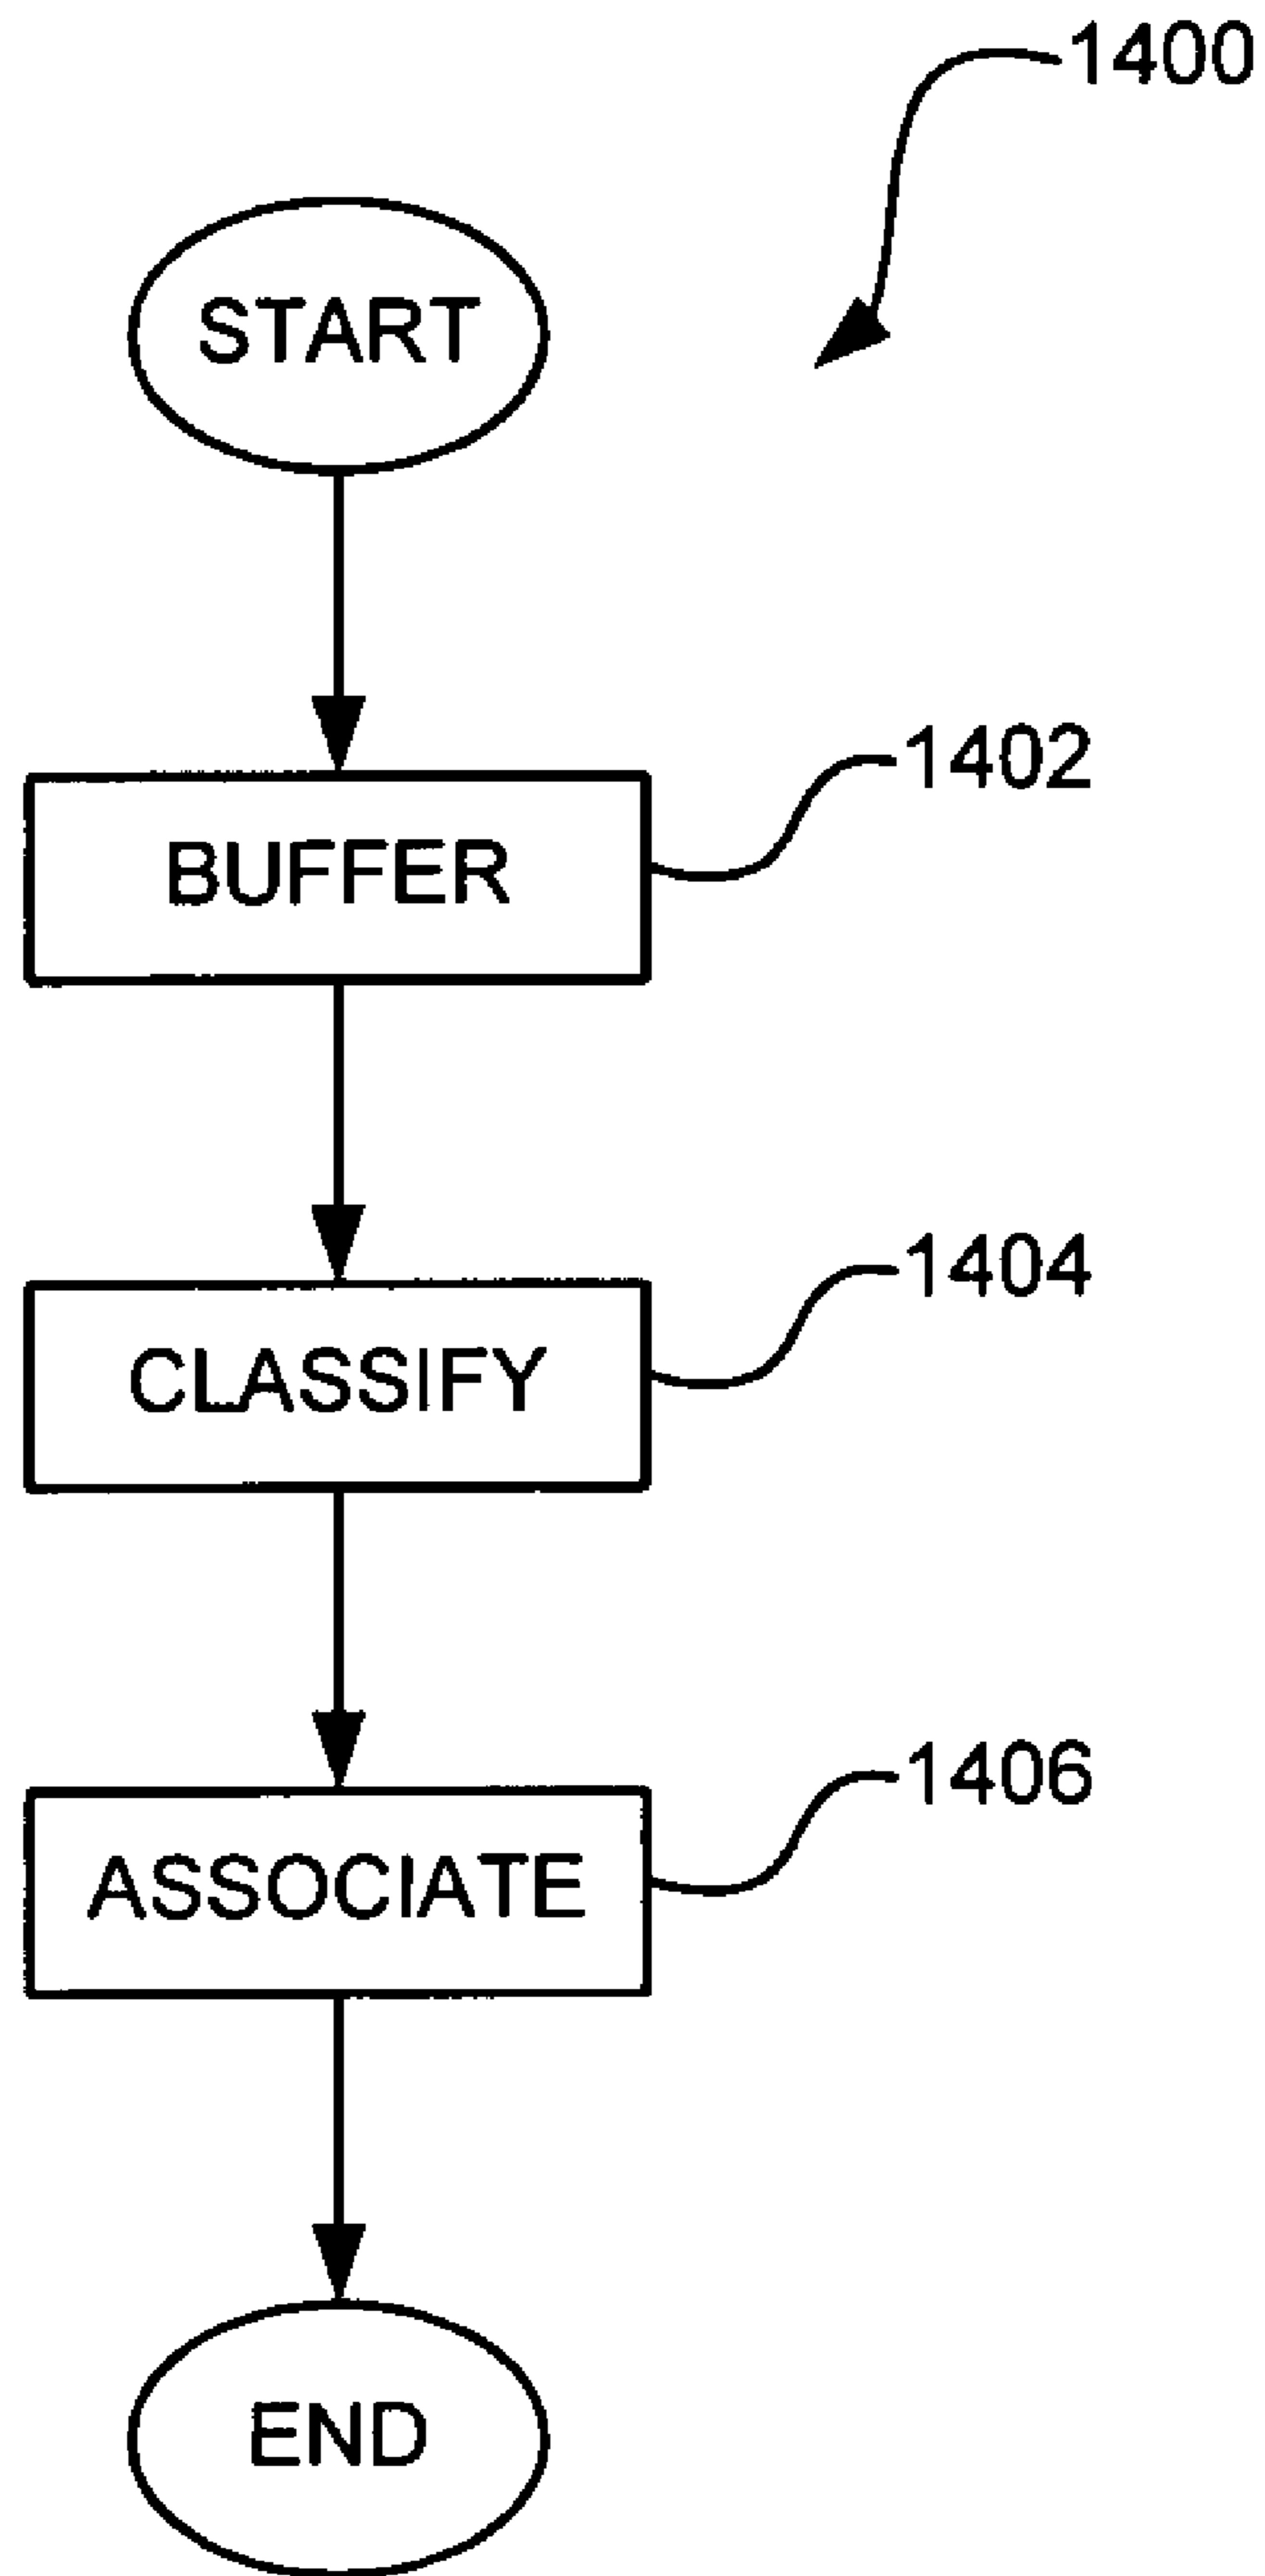 1400
START
1402
BUFFER
1404
CLASSIFY
1406
ASSOCIATE
END